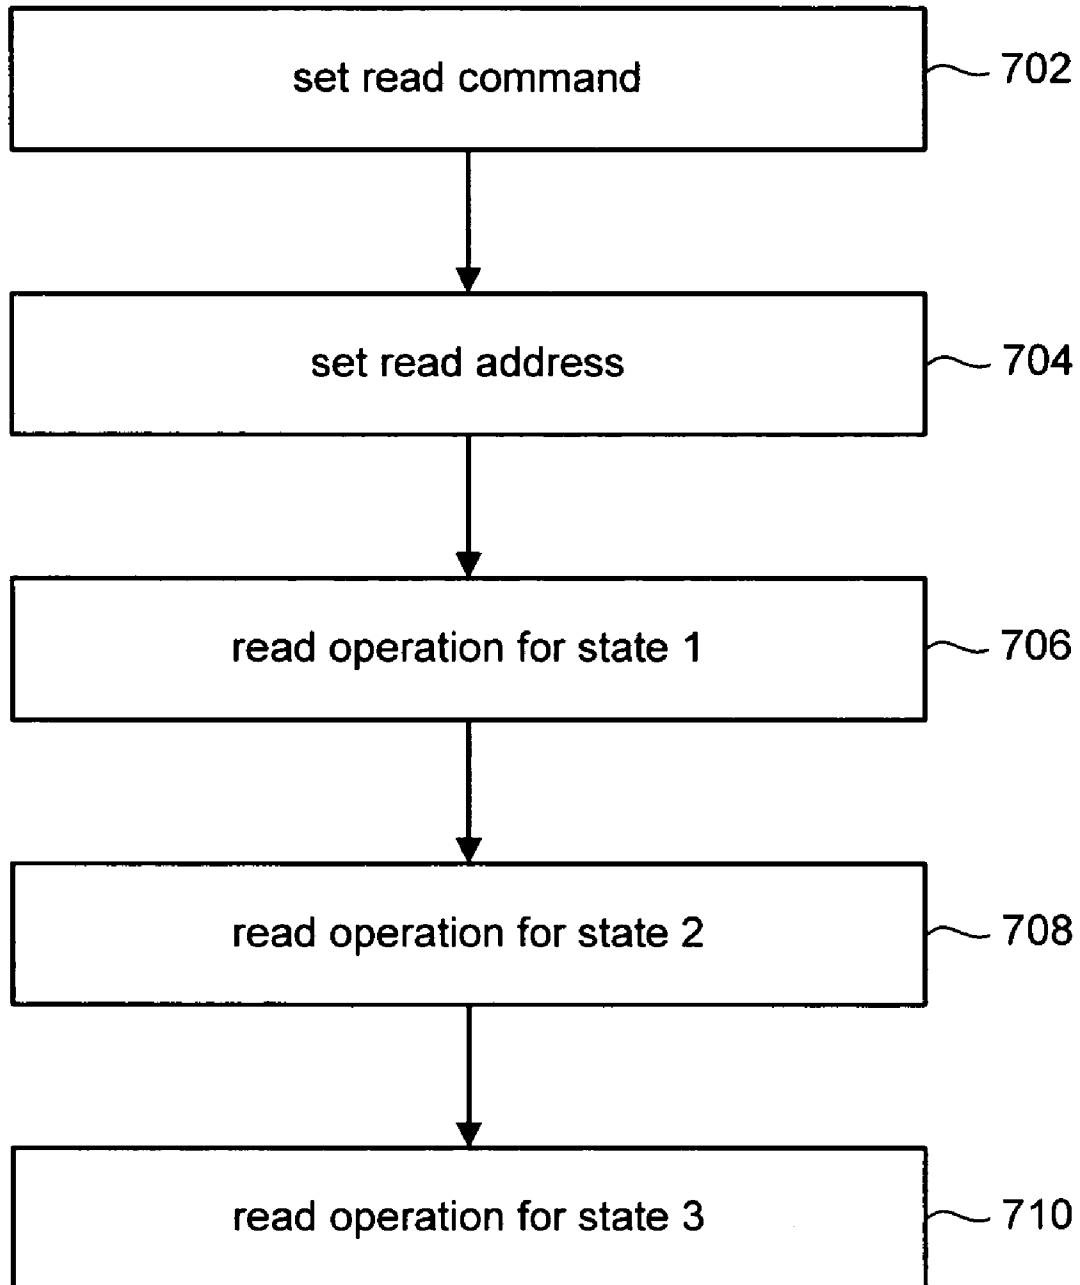 set read command 702
set read address 704
read operation for state 1 706
read operation for state 2 708
read operation for state 3 710